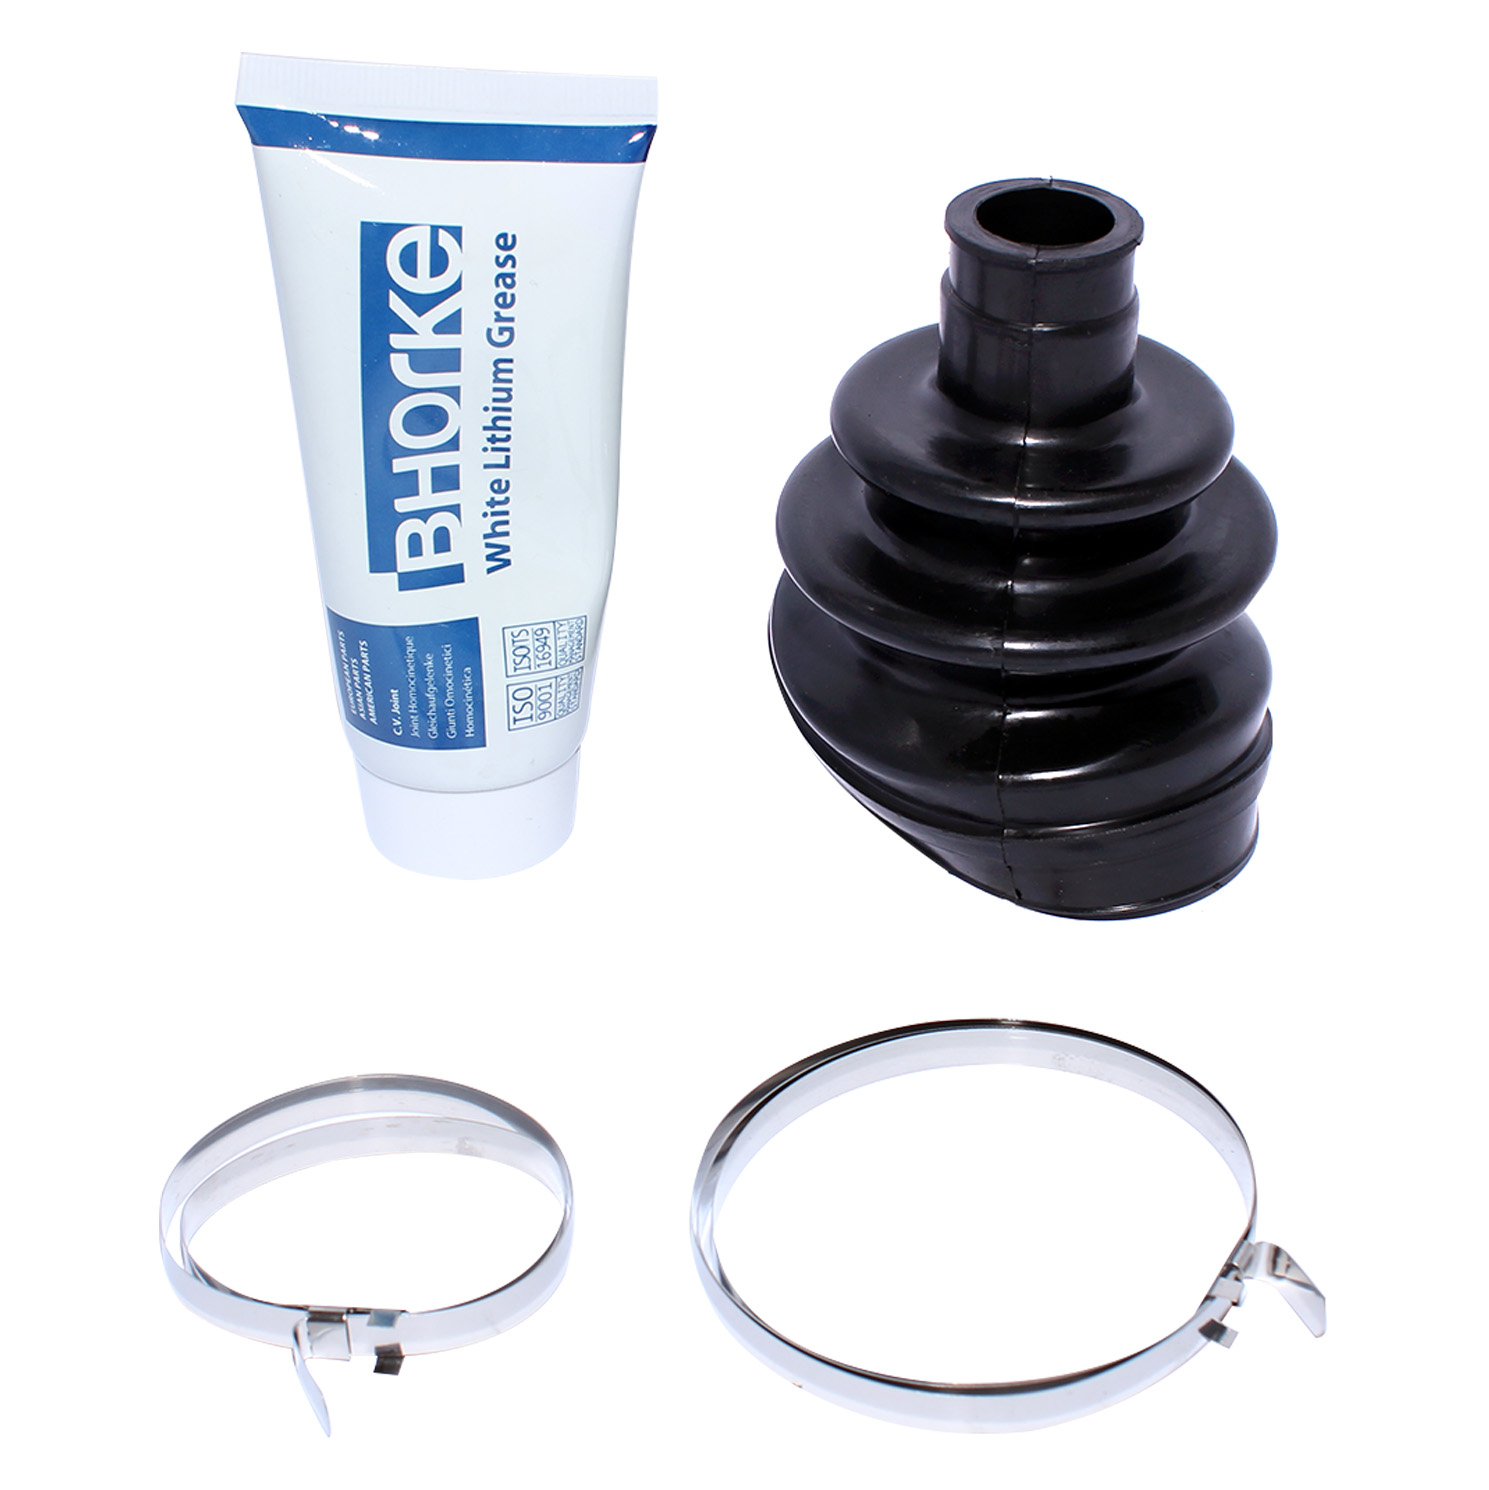 BHORKE
White Lithium Grease
EUROPEAN PARTS
ASIAN PARTS
AMERICAN PARTS
C.V. Joint
Joint Homocinetique
Gleichaufgelenke
Giunti Omocinetici
Homocinética
ISO
9001
QUALITY
STANDARD
ISOTS
16949
QUALITY
STANDARD